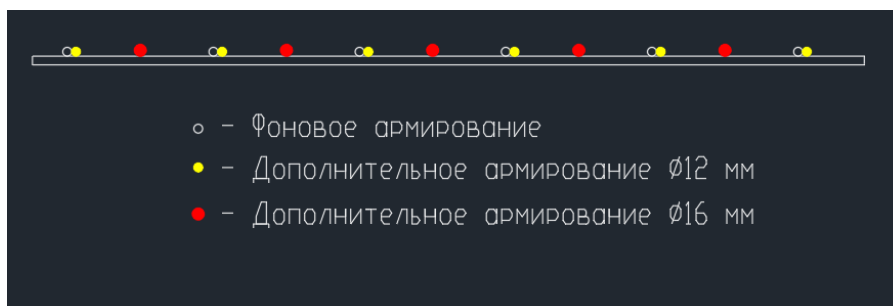 – Фоновое армирование
– Дополнительное армирование Ø12 мм
– Дополнительное армирование Ø16 мм